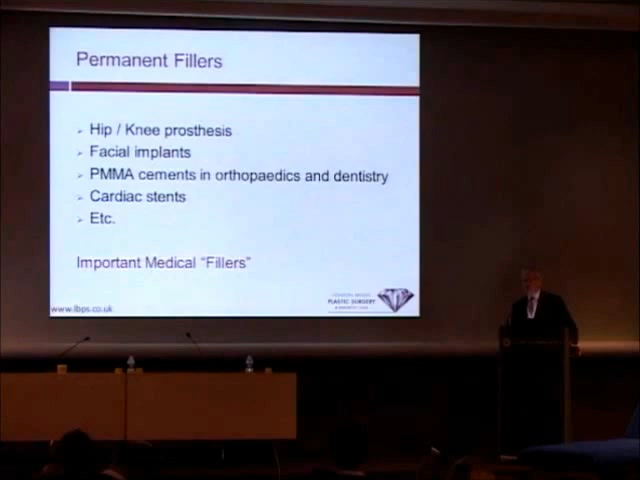 Permanent Fillers
Hip / Knee prosthesis
Facial implants
PMMA cements in orthopaedics and dentistry
Cardiac stents
Etc.
Important Medical “Fillers”
PLASTIC SURGERY
www.lbps.co.uk